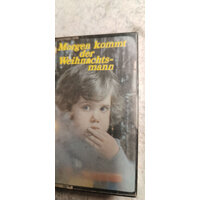 Morgen kommt
der
Weihnachts-
mann